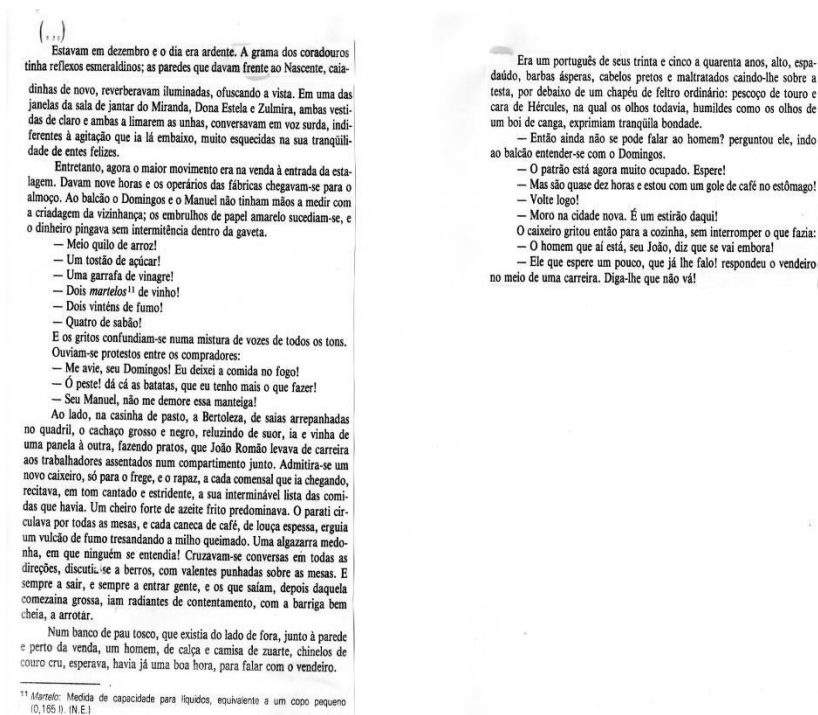 (...)
Estavam em dezembro e o dia era ardente. A grama dos coradouros
tinha reflexos esmeraldinos; as paredes que davam frente ao Nascente, caia-
dinhas de novo, reverberavam iluminadas, ofuscando a vista. Em uma das
janelas da sala de jantar do Miranda, Dona Estela e Zulmira, ambas vesti-
das de claro e ambas a limarem as unhas, conversavam em voz surda, indi-
ferentes à agitação que ia lá embaixo, muito esquecidas na sua tranqüili-
dade de entes felizes.
Entretanto, agora o maior movimento era na venda à entrada da esta-
lagem. Davam nove horas e os operários das fábricas chegavam-se para o
almoço. Ao balcão o Domingos e o Manuel não tinham mãos a medir com
a criadagem da vizinhança; os embrulhos de papel amarelo sucediam-se, e
o dinheiro pingava sem intermitência dentro da gaveta.
— Meio quilo de arroz!
— Um tostão de açúcar!
— Uma garrafa de vinagre!
— Dois martelos¹¹ de vinho!
— Dois vinténs de fumo!
— Quatro de sabão!
E os gritos confundiam-se numa mistura de vozes de todos os tons.
Ouviam-se protestos entre os compradores:
— Me avie, seu Domingos! Eu deixei a comida no fogo!
— Ó peste! dá cá as batatas, que eu tenho mais o que fazer!
— Seu Manuel, não me demore essa manteiga!
Ao lado, na casinha de pasto, a Bertoleza, de saias arrepanhadas
no quadril, o cachaço grosso e negro, reluzindo de suor, ia e vinha de
uma panela à outra, fazendo pratos, que João Romão levava de carreira
aos trabalhadores assentados num compartimento junto. Admitira-se um
novo caixeiro, só para o frege, e o rapaz, a cada comensal que ia chegando,
recitava, em tom cantado e estridente, a sua interminável lista das comi-
das que havia. Um cheiro forte de azeite frito predominava. O parati cir-
culava por todas as mesas, e cada caneca de café, de louça espessa, erguia
um vulcão de fumo tresandando a milho queimado. Uma algazarra medo-
nha, em que ninguém se entendia! Cruzavam-se conversas em todas as
direções, discutia-se a berros, com valentes punhadas sobre as mesas. E
sempre a sair, e sempre a entrar gente, e os que saíam, depois daquela
comezaina grossa, iam radiantes de contentamento, com a barriga bem
cheia, a arrotar.
Num banco de pau tosco, que existia do lado de fora, junto à parede
e perto da venda, um homem, de calça e camisa de zuarte, chinelos de
couro cru, esperava, havia já uma boa hora, para falar com o vendeiro.
¹¹ Martelo: Medida de capacidade para líquidos, equivalente a um copo pequeno
(0,165 l). (N.E.)
Era um português de seus trinta e cinco a quarenta anos, alto, espa-
daúdo, barbas ásperas, cabelos pretos e maltratados caindo-lhe sobre a
testa, por debaixo de um chapéu de feltro ordinário: pescoço de touro e
cara de Hércules, na qual os olhos todavia, humildes como os olhos de
um boi de canga, exprimiam tranqüila bondade.
— Então ainda não se pode falar ao homem? perguntou ele, indo
ao balcão entender-se com o Domingos.
— O patrão está agora muito ocupado. Espere!
— Mas são quase dez horas e estou com um gole de café no estômago!
— Volte logo!
— Moro na cidade nova. É um estirão daqui!
O caixeiro gritou então para a cozinha, sem interromper o que fazia:
— O homem que aí está, seu João, diz que se vai embora!
— Ele que espere um pouco, que já lhe falo! respondeu o vendeiro
no meio de uma carreira. Diga-lhe que não vá!